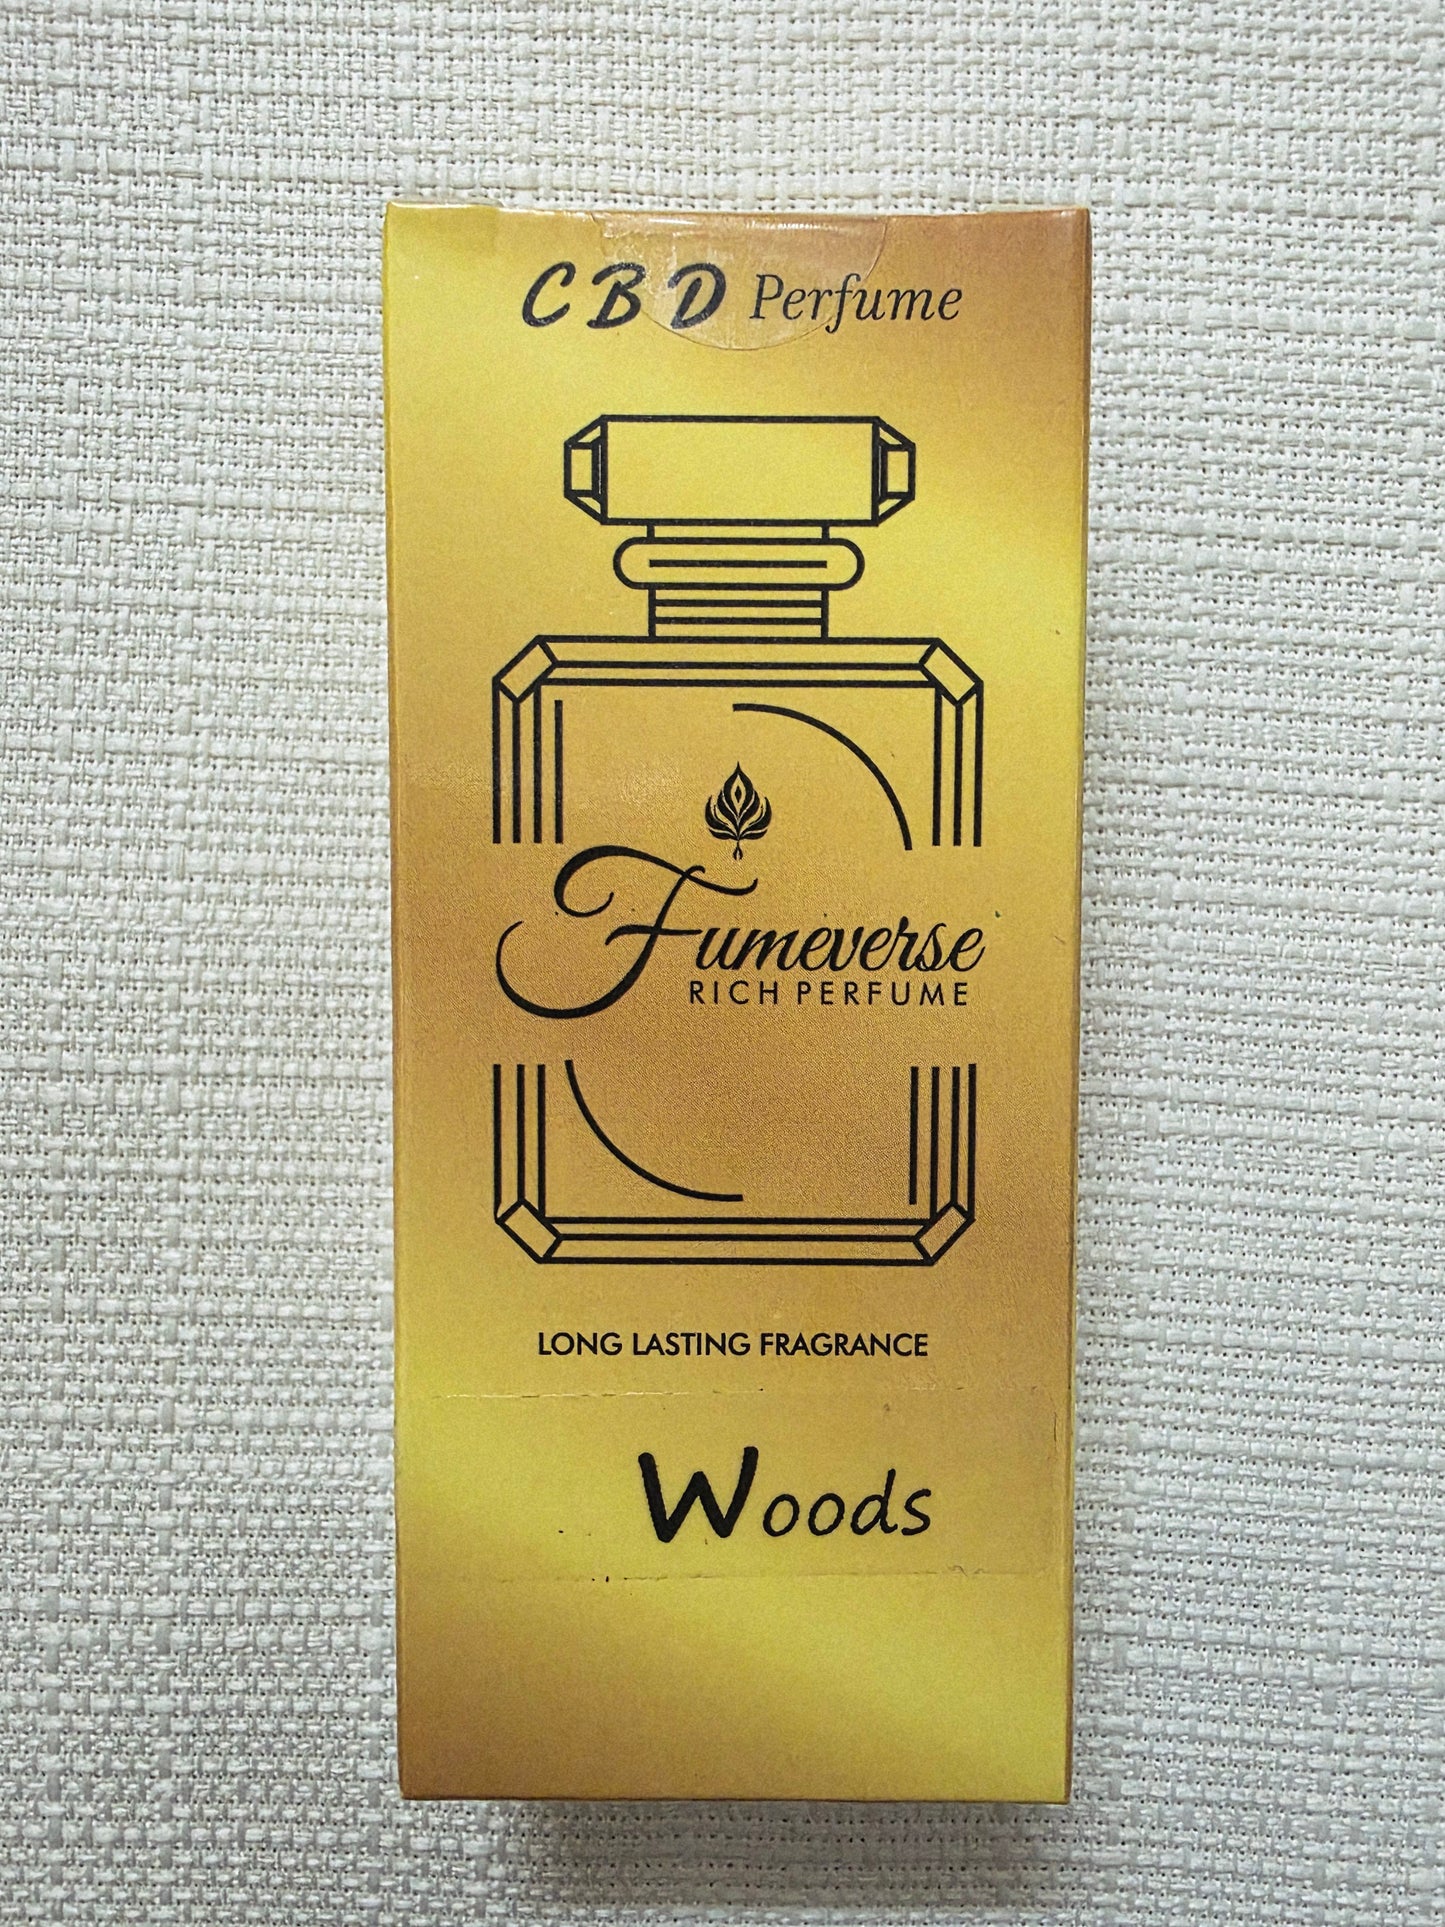 CBD Perfume
Fumeverse
RICH PERFUME
LONG LASTING FRAGRANCE
Woods